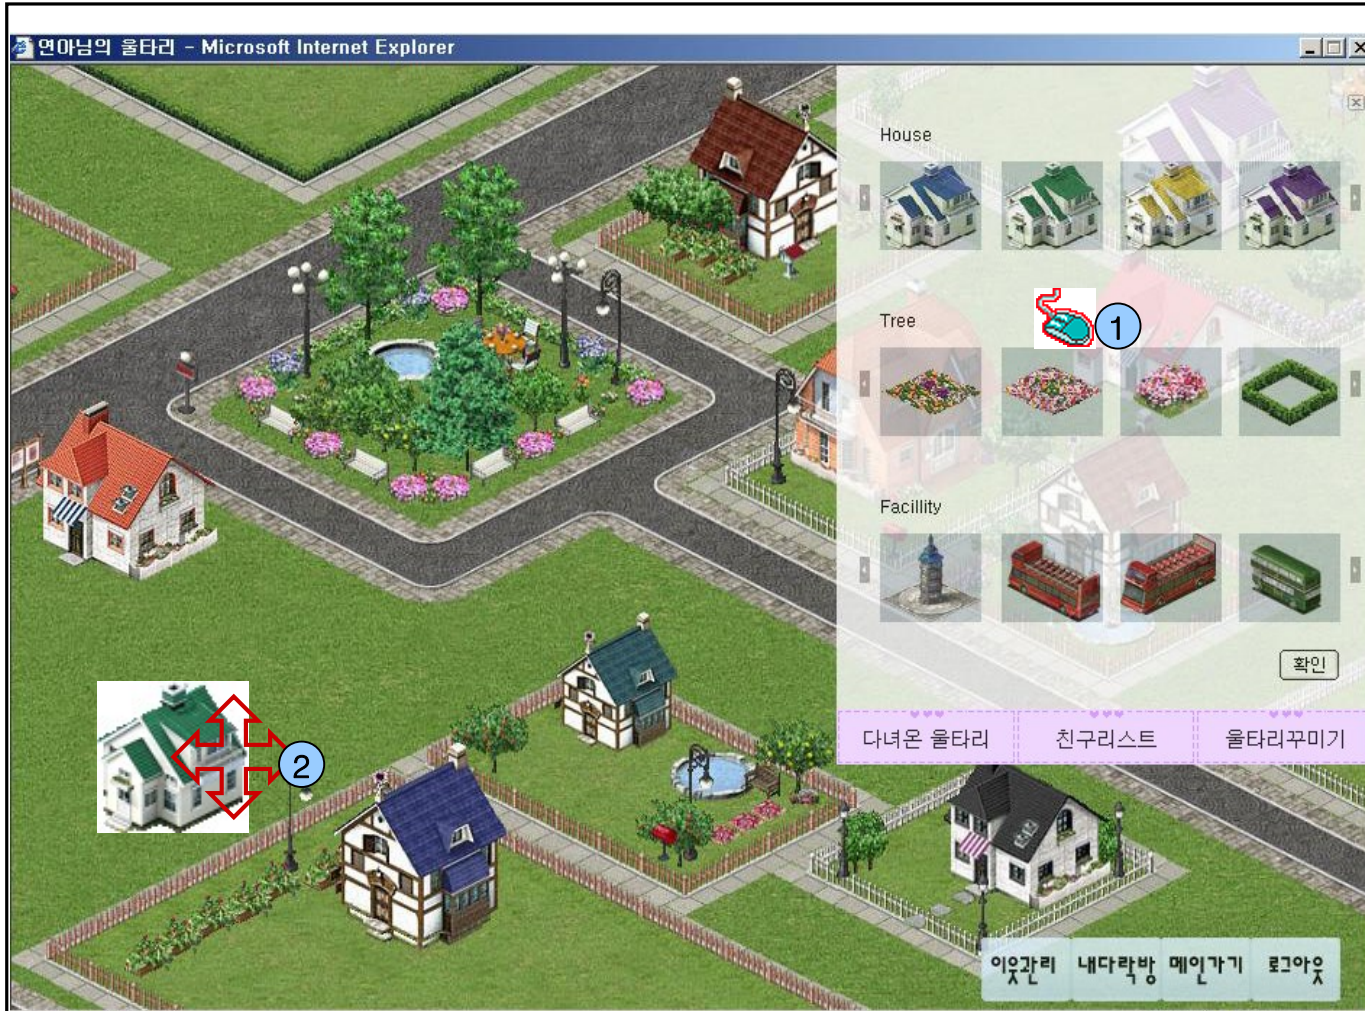 연아님의 울타리 - Microsoft Internet Explorer
House
Tree
1
Facillity
확인
다녀온 울타리
친구리스트
울타리꾸미기
2
이웃관리
내다락방
메인가기
로그아웃